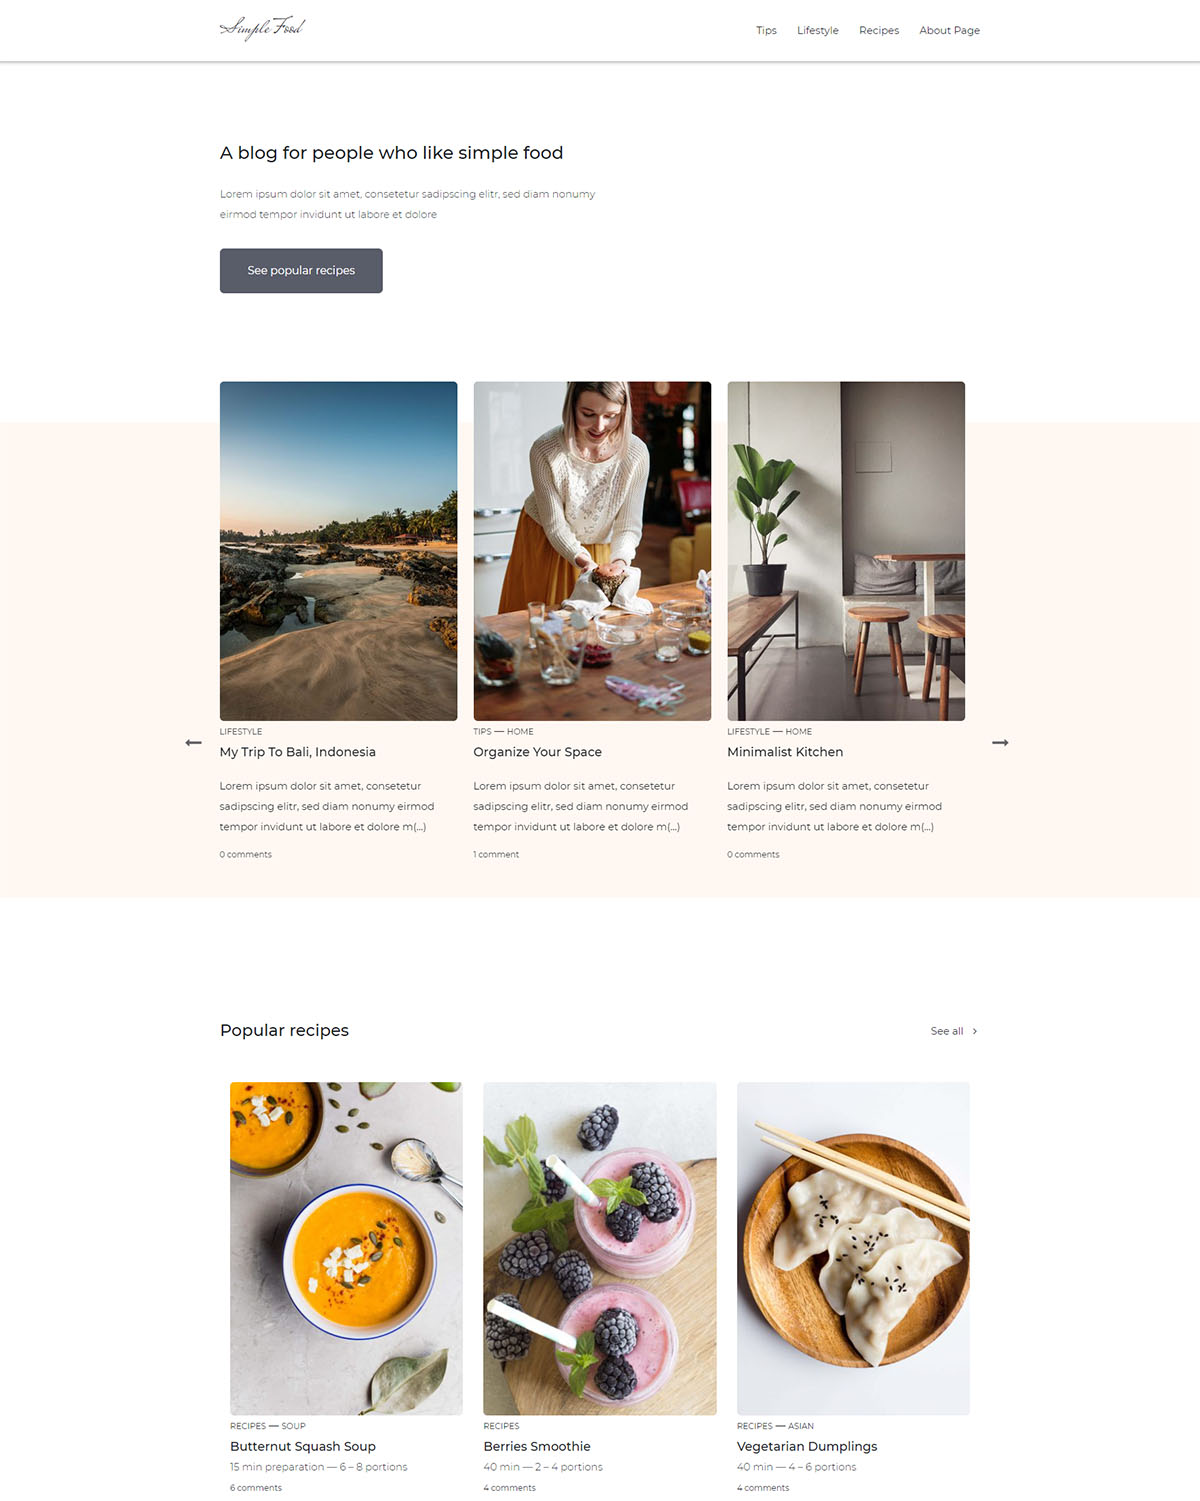 Simple Food
Tips
Lifestyle
Recipes
About Page
A blog for people who like simple food
Lorem ipsum dolor sit amet, consetetur sadipscing elitr, sed diam nonumy
eirmod tempor invidunt ut labore et dolore
See popular recipes
LIFESTYLE
My Trip To Bali, Indonesia
Lorem ipsum dolor sit amet, consetetur
sadipscing elitr, sed diam nonumy eirmod
tempor invidunt ut labore et dolore m(...)
0 comments
TIPS — HOME
Organize Your Space
Lorem ipsum dolor sit amet, consetetur
sadipscing elitr, sed diam nonumy eirmod
tempor invidunt ut labore et dolore m(...)
1 comment
LIFESTYLE — HOME
Minimalist Kitchen
Lorem ipsum dolor sit amet, consetetur
sadipscing elitr, sed diam nonumy eirmod
tempor invidunt ut labore et dolore m(...)
0 comments
Popular recipes
See all
RECIPES — SOUP
Butternut Squash Soup
15 min preparation — 6 – 8 portions
6 comments
RECIPES
Berries Smoothie
40 min — 2 – 4 portions
4 comments
RECIPES — ASIAN
Vegetarian Dumplings
40 min — 4 – 6 portions
4 comments